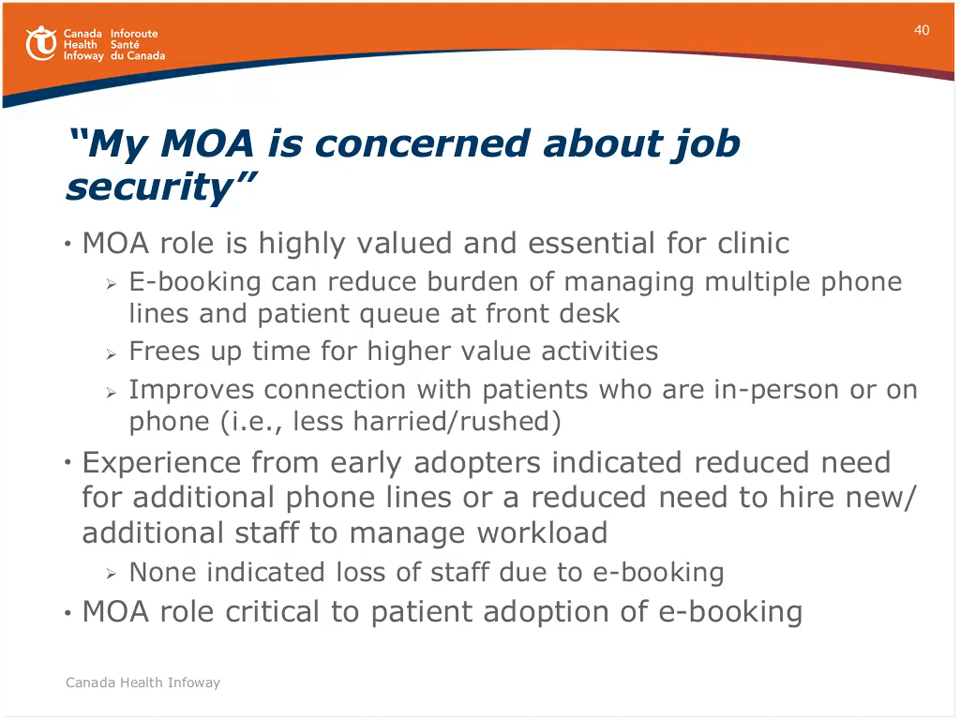 40
Canada Inforoute
Health Santé
Infoway du Canada
“My MOA is concerned about job
security”
• MOA role is highly valued and essential for clinic
➢ E-booking can reduce burden of managing multiple phone
lines and patient queue at front desk
➢ Frees up time for higher value activities
➢ Improves connection with patients who are in-person or on
phone (i.e., less harried/rushed)
• Experience from early adopters indicated reduced need
for additional phone lines or a reduced need to hire new/
additional staff to manage workload
➢ None indicated loss of staff due to e-booking
• MOA role critical to patient adoption of e-booking
Canada Health Infoway